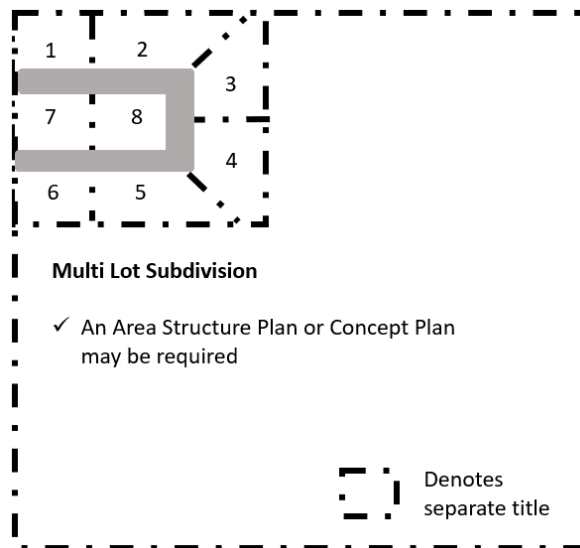 1 2
3
7 8
4
6 5
Multi Lot Subdivision
✓ An Area Structure Plan or Concept Plan
may be required
Denotes
separate title